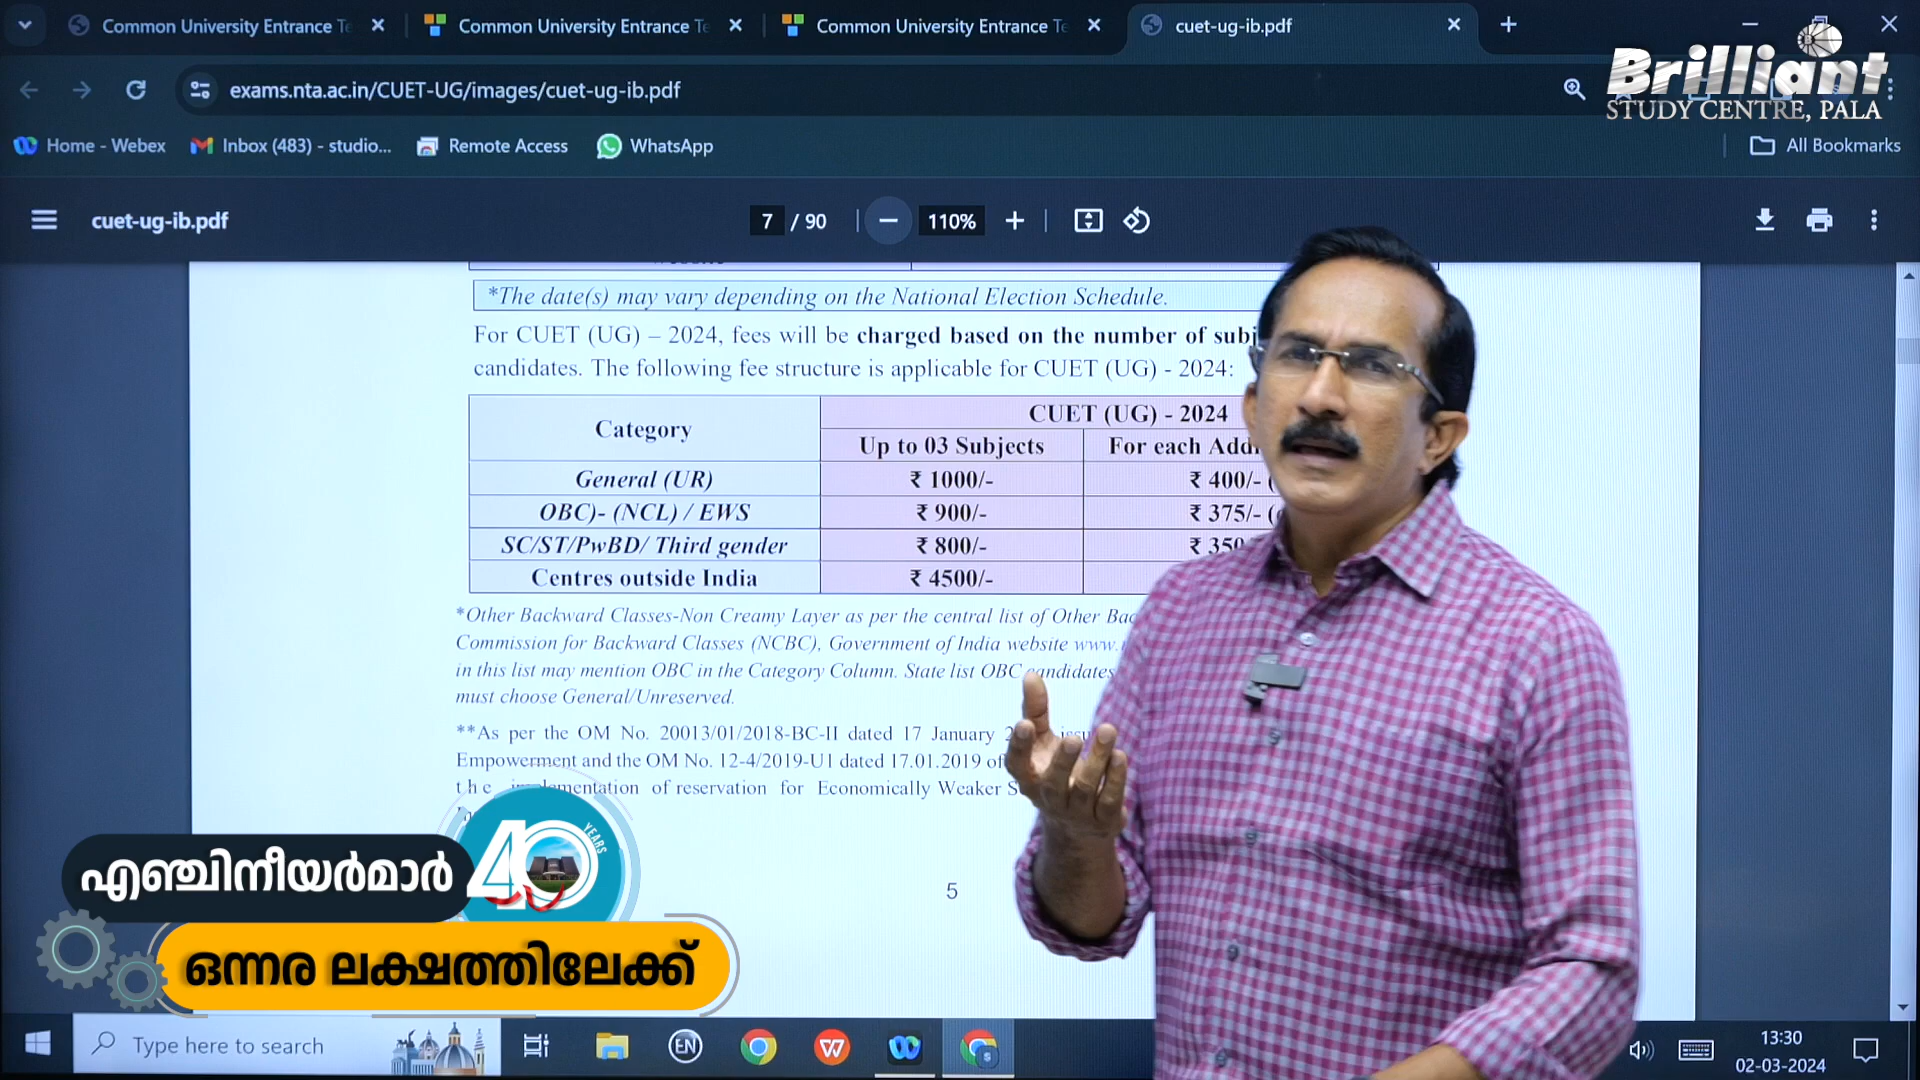 Common University Entrance Te
Common University Entrance Te
Common University Entrance Te
cuet-ug-ib.pdf
exams.nta.ac.in/CUET-UG/images/cuet-ug-ib.pdf
Brilliant
STUDY CENTRE, PALA
Home - Webex
Inbox (483) - studio...
Remote Access
WhatsApp
All Bookmarks
cuet-ug-ib.pdf
7 / 90
110%
*The date(s) may vary depending on the National Election Schedule.
For CUET (UG) – 2024, fees will be charged based on the number of subj
candidates. The following fee structure is applicable for CUET (UG) - 2024:
Category
CUET (UG) - 2024
Up to 03 Subjects
For each Addi
General (UR)
₹ 1000/-
₹ 400/- (
OBC)- (NCL) / EWS
₹ 900/-
₹ 375/- (
SC/ST/PwBD/ Third gender
₹ 800/-
₹ 350
Centres outside India
₹ 4500/-
*Other Backward Classes-Non Creamy Layer as per the central list of Other Bac
Commission for Backward Classes (NCBC), Government of India website www.
in this list may mention OBC in the Category Column. State list OBC candidates
must choose General/Unreserved.
**As per the OM No. 20013/01/2018-BC-II dated 17 January 2 issu
Empowerment and the OM No. 12-4/2019-U1 dated 17.01.2019 of
the implementation of reservation for Economically Weaker S
5
എഞ്ചിനീയർമാർ
40 YEARS
ഒന്നര ലക്ഷത്തിലേക്ക്
Type here to search
EN
13:30
02-03-2024